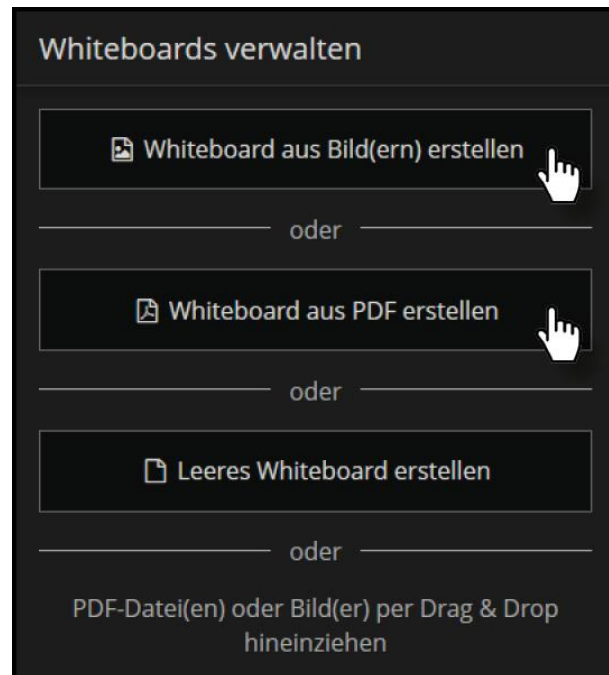 Whiteboards verwalten
Whiteboard aus Bild(ern) erstellen
oder
Whiteboard aus PDF erstellen
oder
Leeres Whiteboard erstellen
oder
PDF-Datei(en) oder Bild(er) per Drag & Drop
hineinziehen